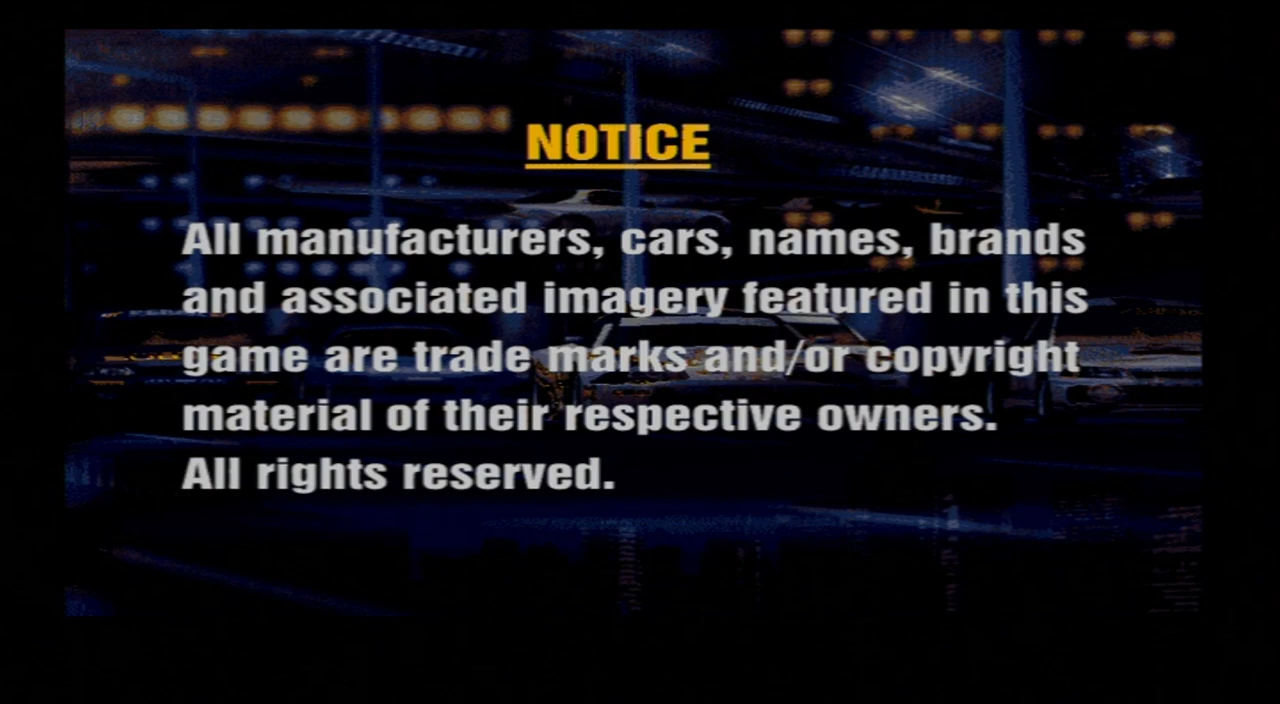 NOTICE
All manufacturers, cars, names, brands
and associated imagery featured in this
game are trade marks and/or copyright
material of their respective owners.
All rights reserved.